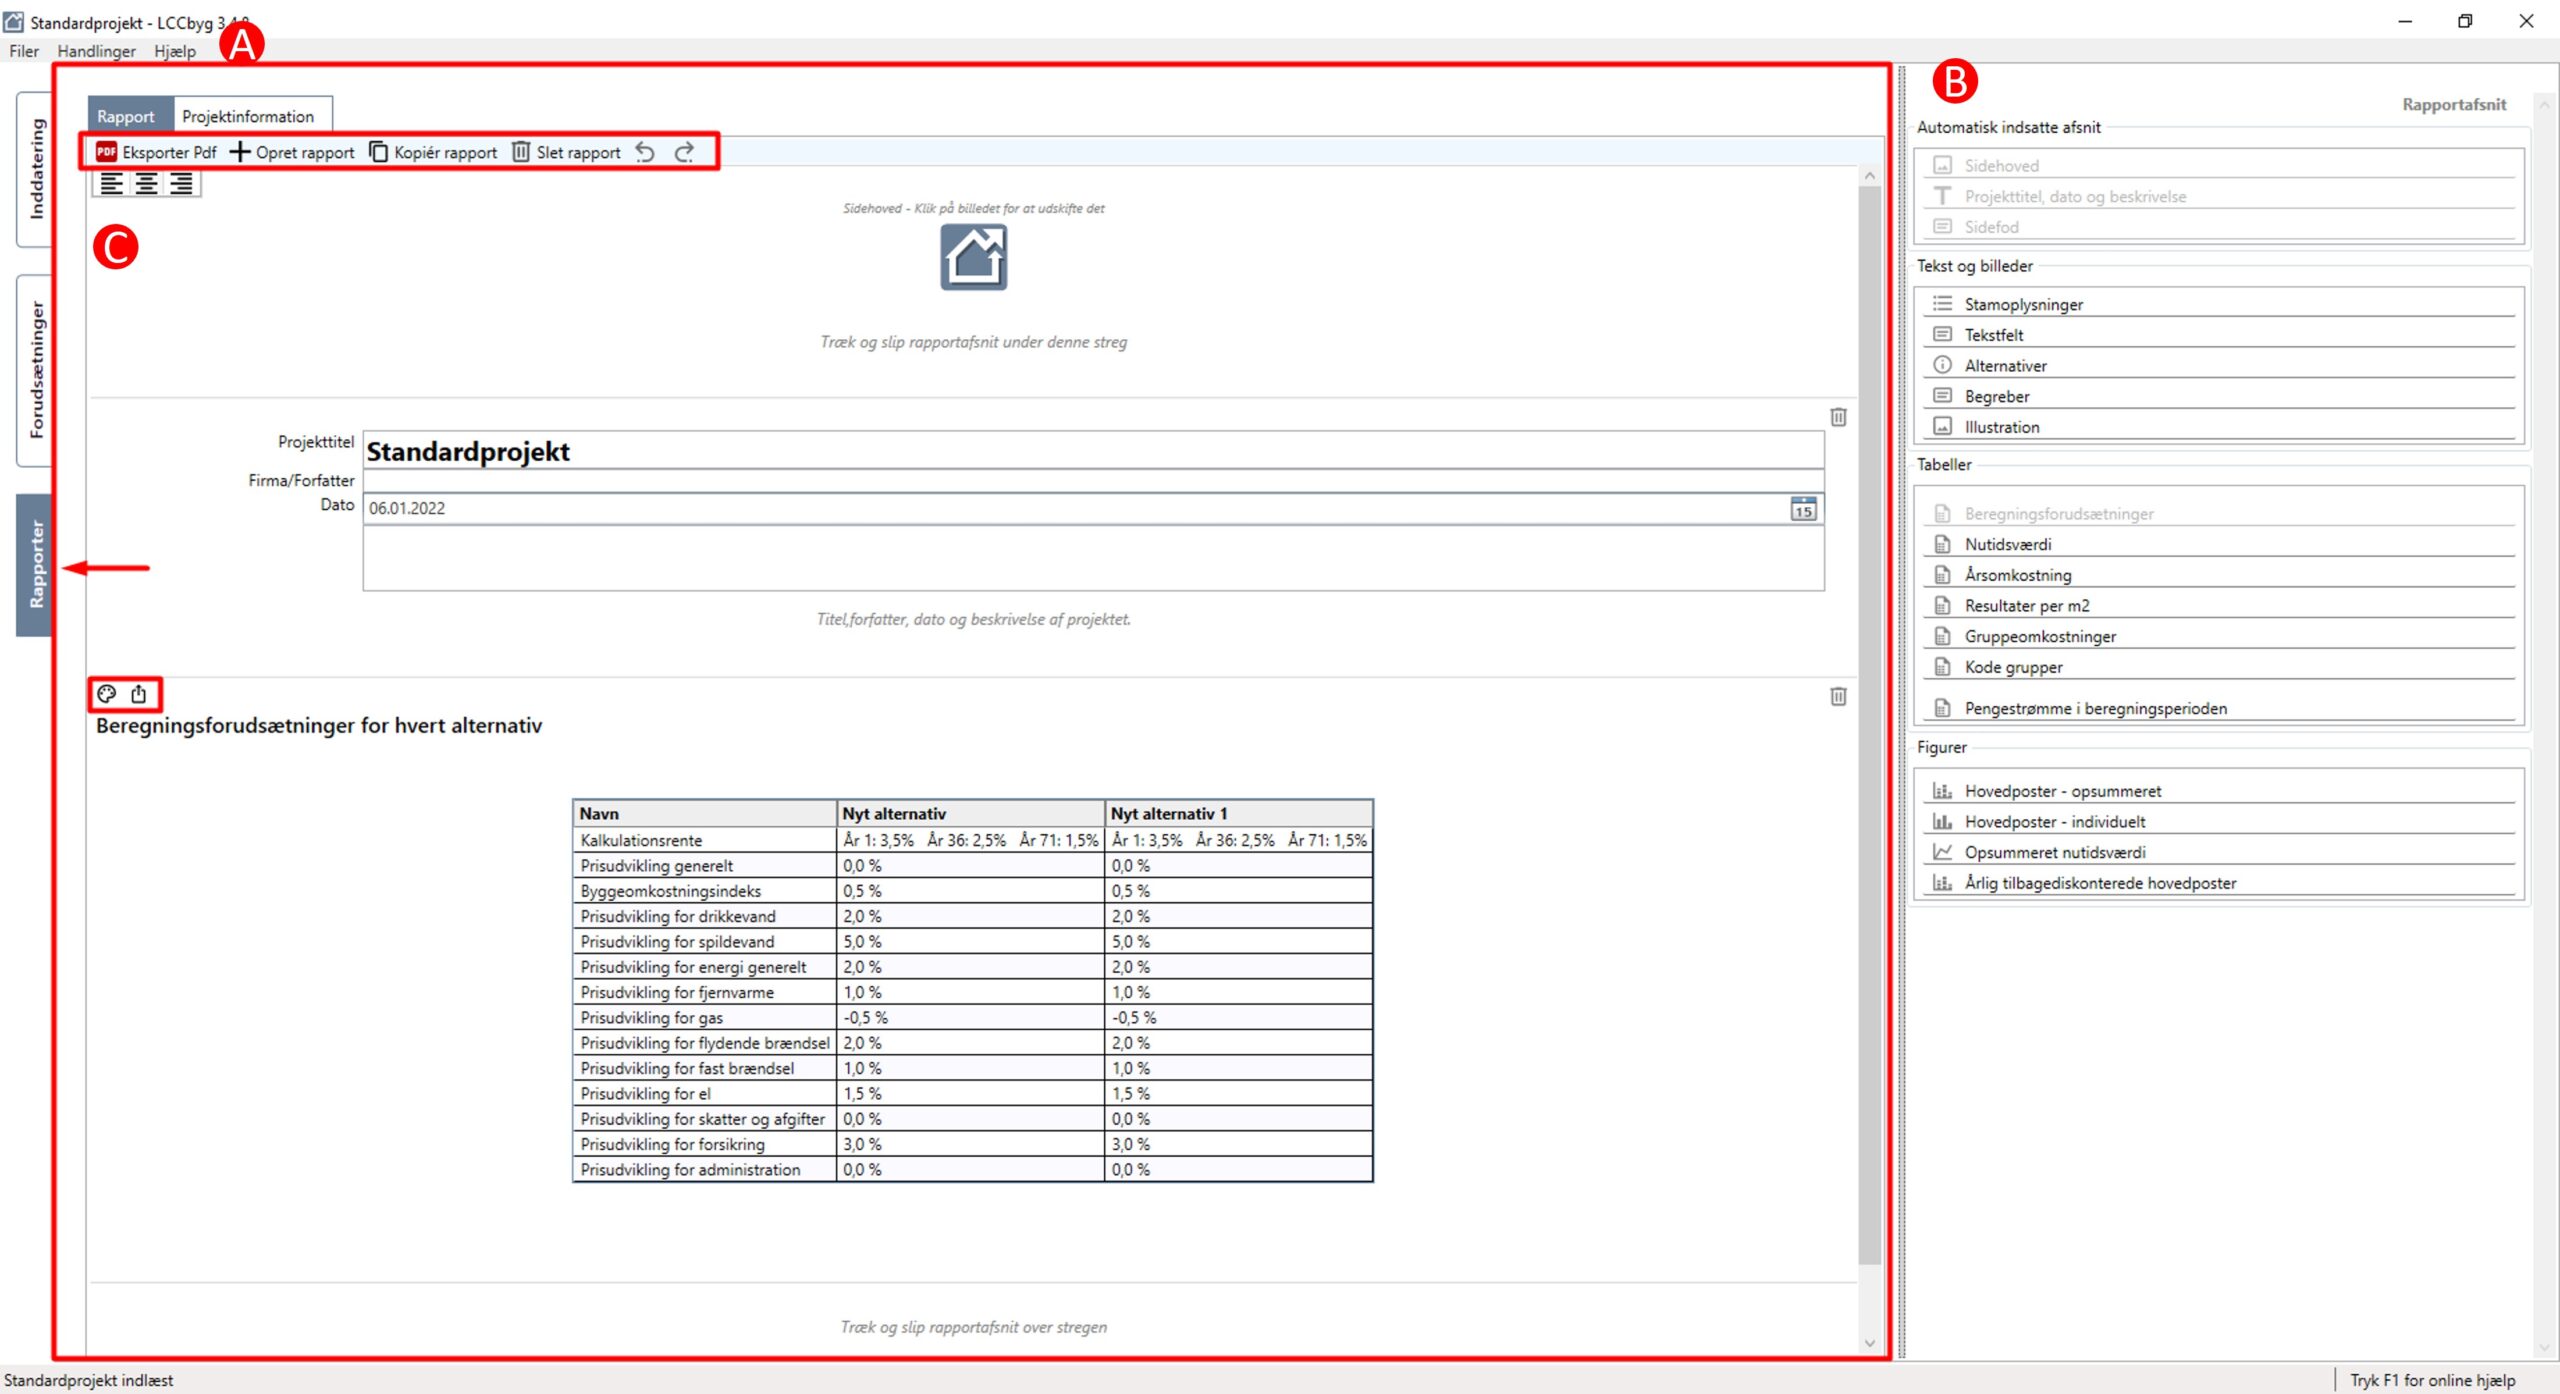 Standardprojekt - LCCbyg 3.4.8
Filer Handlinger Hjælp
A
B
Inddatering
Forudsætninger
Rapporter
Rapport Projektinformation
PDF Eksporter Pdf Opret rapport Kopiér rapport Slet rapport
C
Sidehoved - Klik på billedet for at udskifte det
Træk og slip rapportafsnit under denne streg
Projekttitel Standardprojekt
Firma/Forfatter
Dato 06.01.2022 15
Titel,forfatter, dato og beskrivelse af projektet.
Beregningsforudsætninger for hvert alternativ
Navn Nyt alternativ Nyt alternativ 1
Kalkulationsrente År 1: 3,5% År 36: 2,5% År 71: 1,5% År 1: 3,5% År 36: 2,5% År 71: 1,5%
Prisudvikling generelt 0,0 % 0,0 %
Byggeomkostningsindeks 0,5 % 0,5 %
Prisudvikling for drikkevand 2,0 % 2,0 %
Prisudvikling for spildevand 5,0 % 5,0 %
Prisudvikling for energi generelt 2,0 % 2,0 %
Prisudvikling for fjernvarme 1,0 % 1,0 %
Prisudvikling for gas -0,5 % -0,5 %
Prisudvikling for flydende brændsel 2,0 % 2,0 %
Prisudvikling for fast brændsel 1,0 % 1,0 %
Prisudvikling for el 1,5 % 1,5 %
Prisudvikling for skatter og afgifter 0,0 % 0,0 %
Prisudvikling for forsikring 3,0 % 3,0 %
Prisudvikling for administration 0,0 % 0,0 %
Træk og slip rapportafsnit over stregen
Rapportafsnit
Automatisk indsatte afsnit
Sidehoved
Projekttitel, dato og beskrivelse
Sidefod
Tekst og billeder
Stamoplysninger
Tekstfelt
Alternativer
Begreber
Illustration
Tabeller
Beregningsforudsætninger
Nutidsværdi
Årsomkostning
Resultater per m2
Gruppeomkostninger
Kode grupper
Pengestrømme i beregningsperioden
Figurer
Hovedposter - opsummeret
Hovedposter - individuelt
Opsummeret nutidsværdi
Årlig tilbagediskonterede hovedposter
Standardprojekt indlæst
Tryk F1 for online hjælp